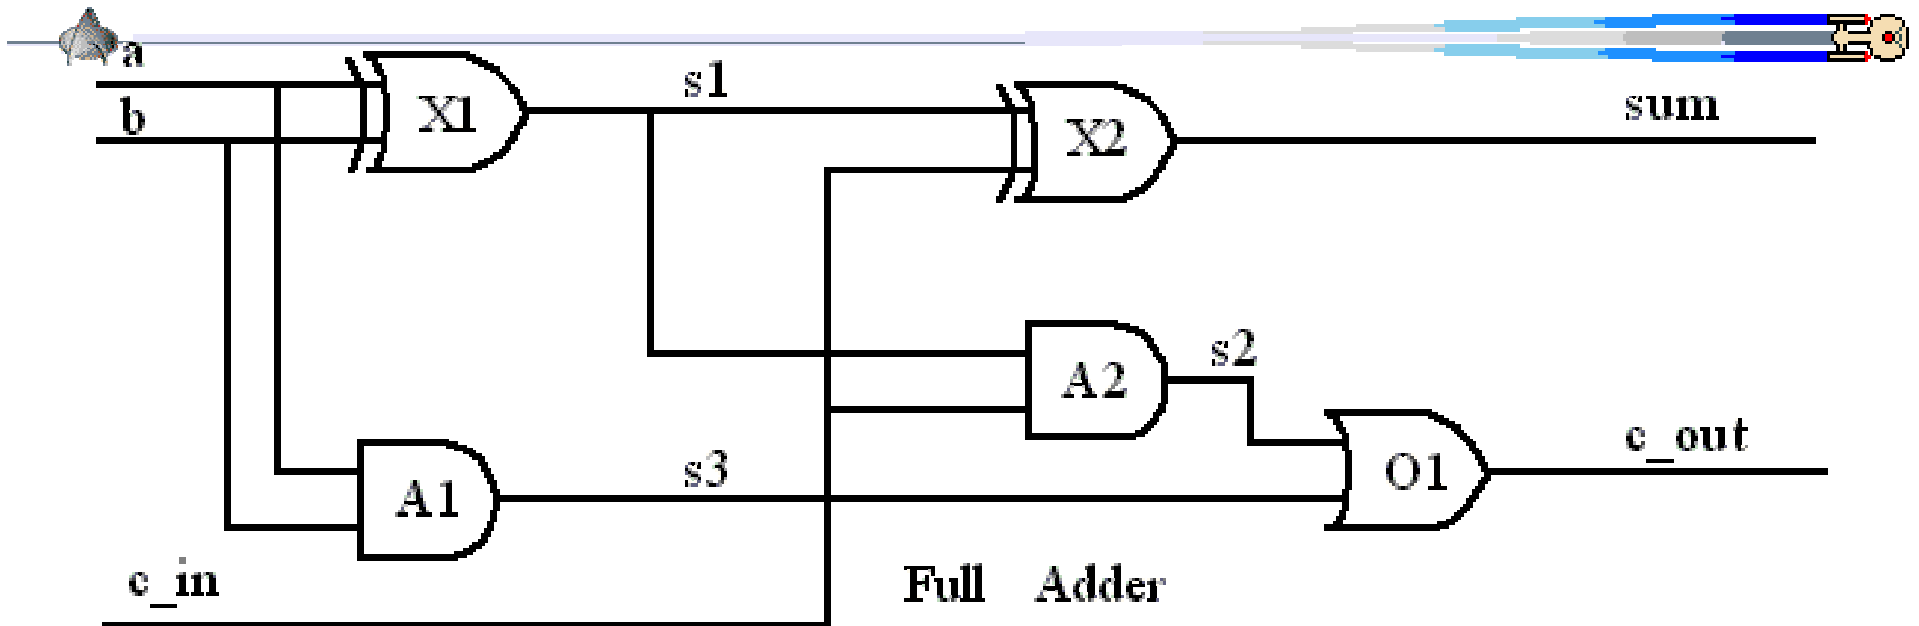 a
s1
b
X1
sum
X2
s2
A2
c_out
s3
O1
A1
c_in
Full Adder